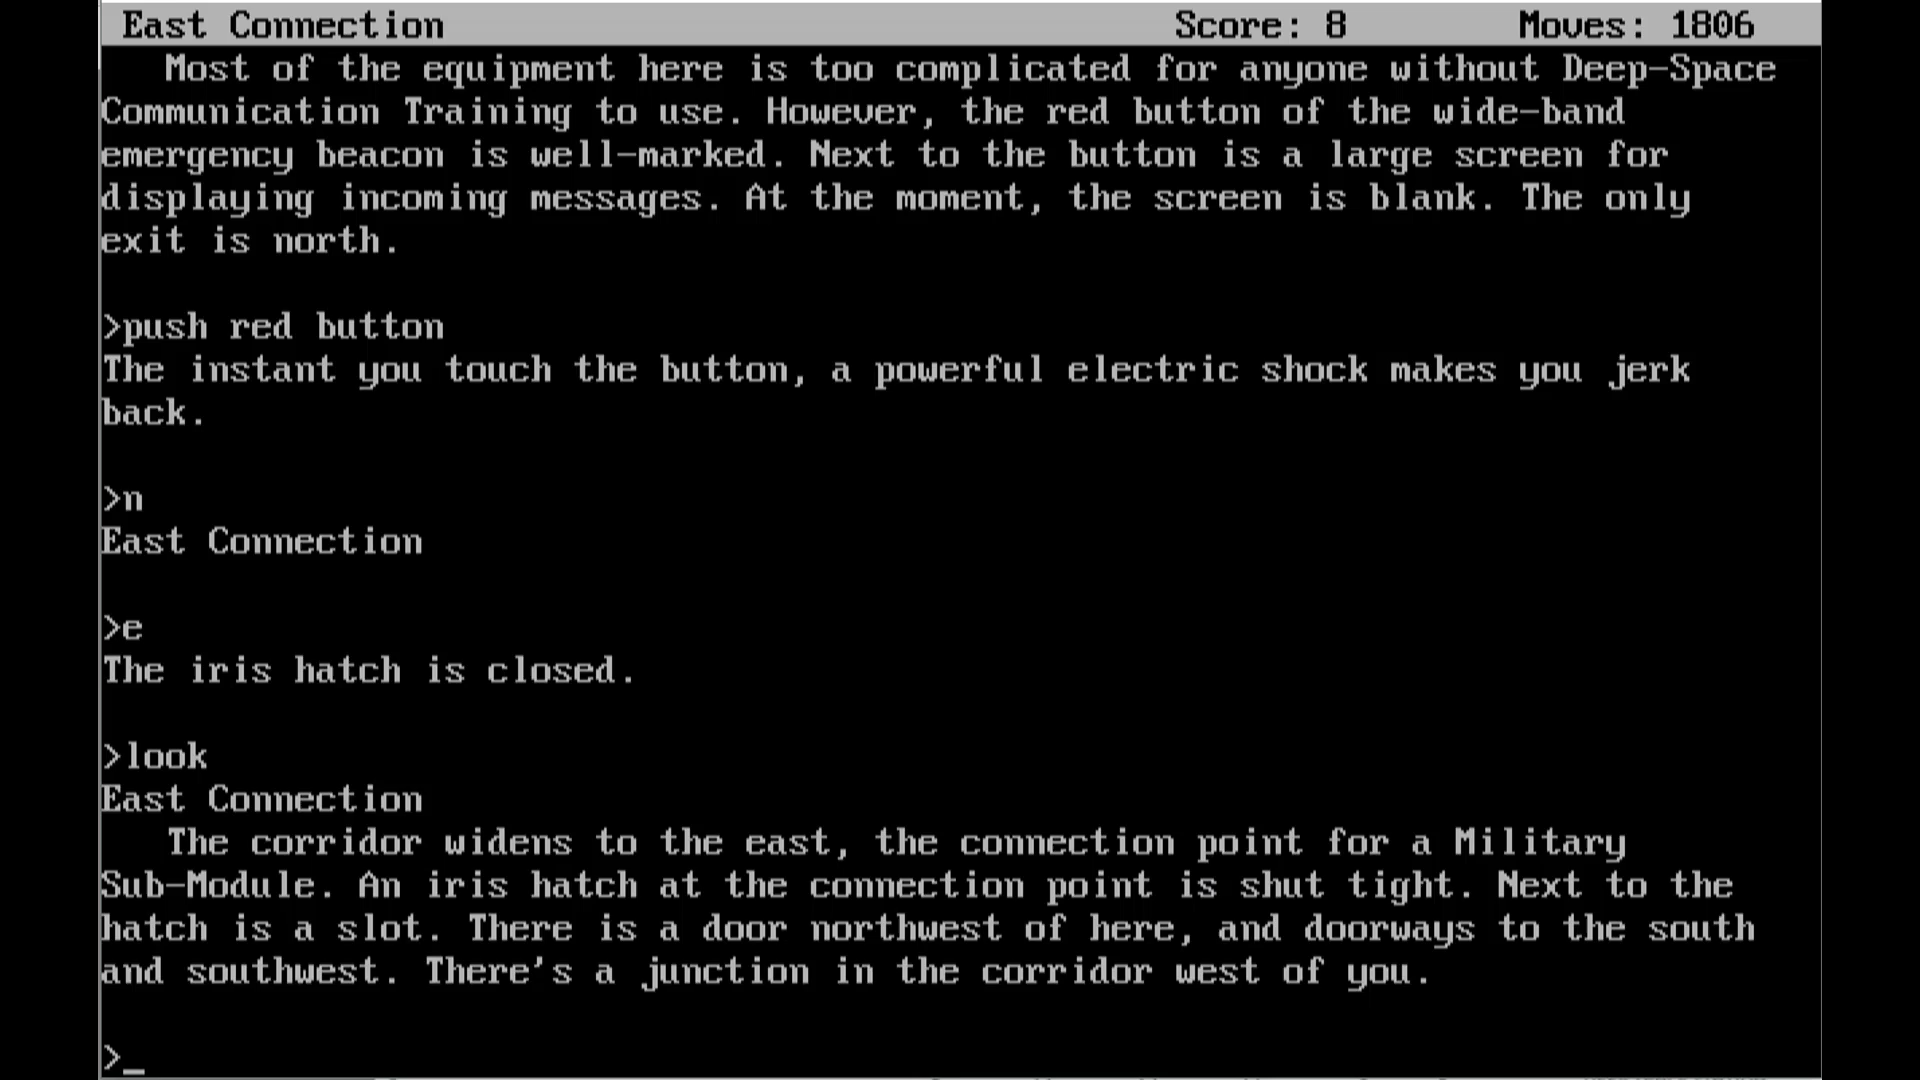 East Connection Score: 8 Moves: 1806
Most of the equipment here is too complicated for anyone without Deep-Space
Communication Training to use. However, the red button of the wide-band
emergency beacon is well-marked. Next to the button is a large screen for
displaying incoming messages. At the moment, the screen is blank. The only
exit is north.
>push red button
The instant you touch the button, a powerful electric shock makes you jerk
back.
>n
East Connection
>e
The iris hatch is closed.
>look
East Connection
The corridor widens to the east, the connection point for a Military
Sub-Module. An iris hatch at the connection point is shut tight. Next to the
hatch is a slot. There is a door northwest of here, and doorways to the south
and southwest. There's a junction in the corridor west of you.
>_